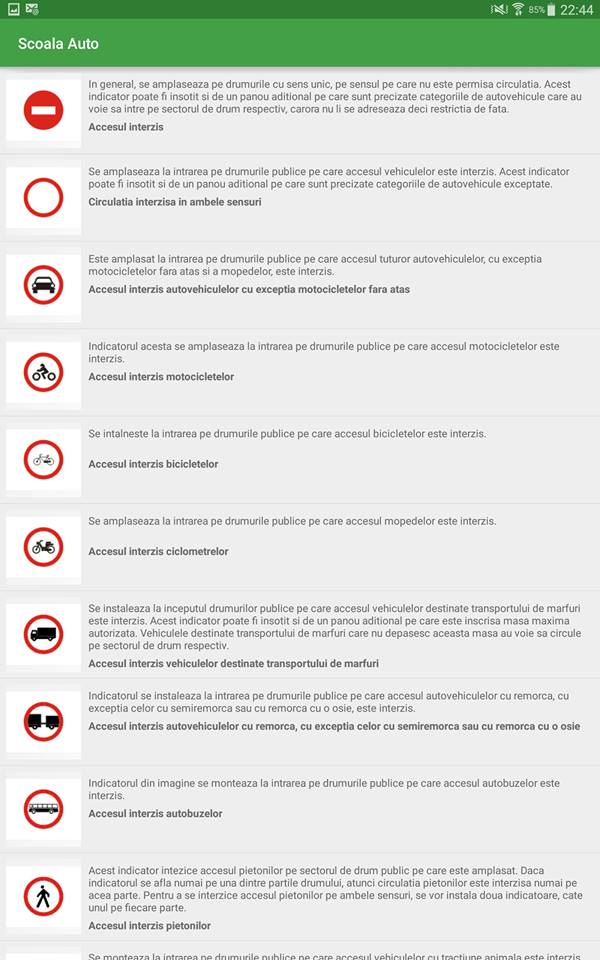 85% 22:44
Scoala Auto
In general, se amplaseaza pe drumurile cu sens unic, pe sensul pe care nu este permisa circulatia. Acest
indicator poate fi insotit si de un panou aditional pe care sunt precizate categoriile de autovehicule care au
voie sa intre pe sectorul de drum respectiv, carora nu li se adreseaza deci restrictia de fata.
Accesul interzis
Se amplaseaza la intrarea pe drumurile publice pe care accesul vehiculelor este interzis. Acest indicator
poate fi insotit si de un panou aditional pe care sunt precizate categoriile de autovehicule exceptate.
Circulatia interzisa in ambele sensuri
Este amplasat la intrarea pe drumurile publice pe care accesul tuturor autovehiculelor, cu exceptia
motocicletelor fara atas si a mopedelor, este interzis.
Accesul interzis autovehiculelor cu exceptia motocicletelor fara atas
Indicatorul acesta se amplaseaza la intrarea pe drumurile publice pe care accesul motocicletelor este
interzis.
Accesul interzis motocicletelor
Se intalneste la intrarea pe drumurile publice pe care accesul bicicletelor este interzis.
Accesul interzis bicicletelor
Se amplaseaza la intrarea pe drumurile publice pe care accesul mopedelor este interzis.
Accesul interzis ciclometrelor
Se instaleaza la inceputul drumurilor publice pe care accesul vehiculelor destinate transportului de marfuri
este interzis. Acest indicator poate fi insotit si de un panou aditional pe care este inscrisa masa maxima
autorizata. Vehiculele destinate transportului de marfuri care nu depasesc aceasta masa au voie sa circule
pe sectorul de drum respectiv.
Accesul interzis vehiculelor destinate transportului de marfuri
Indicatorul se instaleaza la intrarea pe drumurile publice pe care accesul autovehiculelor cu remorca, cu
exceptia celor cu semiremorca sau cu remorca cu o osie, este interzis.
Accesul interzis autovehiculelor cu remorca, cu exceptia celor cu semiremorca sau cu remorca cu o osie
Indicatorul din imagine se monteaza la intrarea pe drumurile publice pe care accesul autobuzelor este
interzis.
Accesul interzis autobuzelor
Acest indicator intezice accesul pietonilor pe sectorul de drum public pe care este amplasat. Daca
indicatorul se afla numai pe una dintre partile drumului, atunci circulatia pietonilor este interzisa numai pe
acea parte. Pentru a se interzice accesul pietonilor pe ambele sensuri, se vor instala doua indicatoare, cate
unul pe fiecare parte.
Accesul interzis pietonilor
Se monteaza la intrarea pe drumurile publice pe care accesul vehiculelor cu tractiune animala este interzis